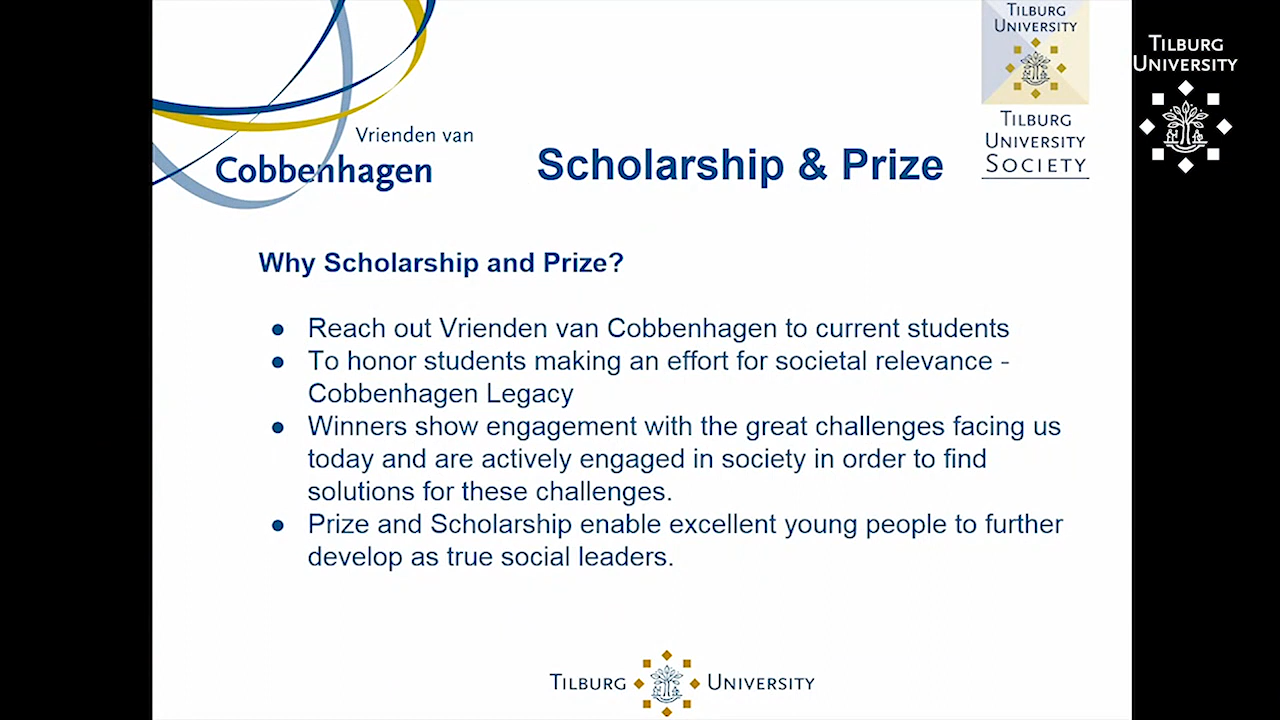 TILBURG
UNIVERSITY
TILBURG
UNIVERSITY
SOCIETY
TILBURG
UNIVERSITY
Vrienden van
Cobbenhagen
Scholarship & Prize
Why Scholarship and Prize?
● Reach out Vrienden van Cobbenhagen to current students
● To honor students making an effort for societal relevance -
Cobbenhagen Legacy
● Winners show engagement with the great challenges facing us
today and are actively engaged in society in order to find
solutions for these challenges.
● Prize and Scholarship enable excellent young people to further
develop as true social leaders.
TILBURG UNIVERSITY